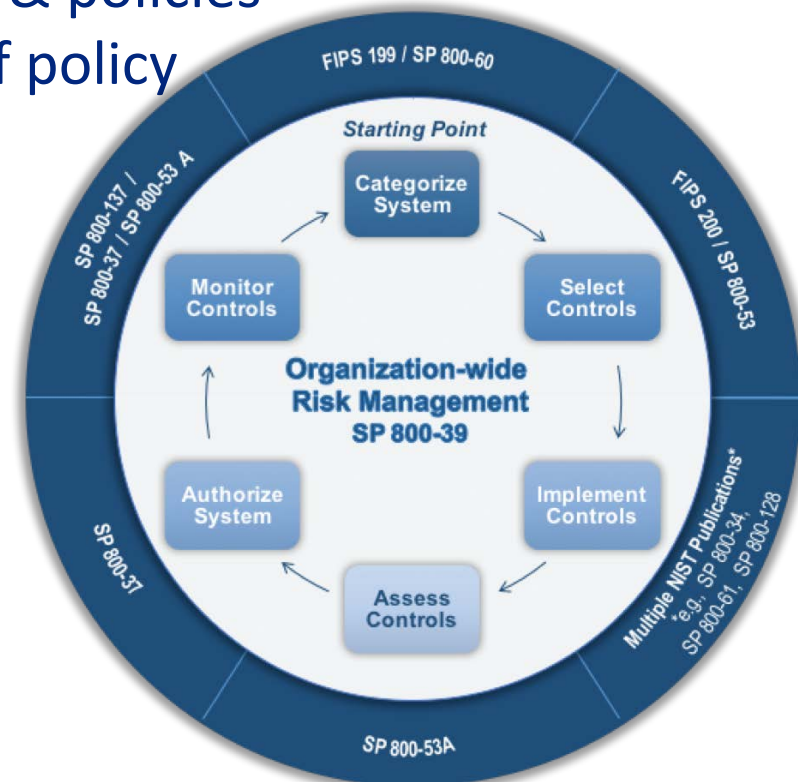 & policies
f policy
FIPS 199 / SP 800-60
Starting Point
Categorize
System
SP 800-137 /
SP 800-37 / SP 800-53 A
FIPS 200 / SP 800-53
Monitor
Controls
Select
Controls
Organization-wide
Risk Management
SP 800-39
Authorize
System
Implement
Controls
Multiple NIST Publications*
*e.g., SP 800-34,
SP 800-61, SP 800-128
SP 800-37
Assess
Controls
SP 800-53A